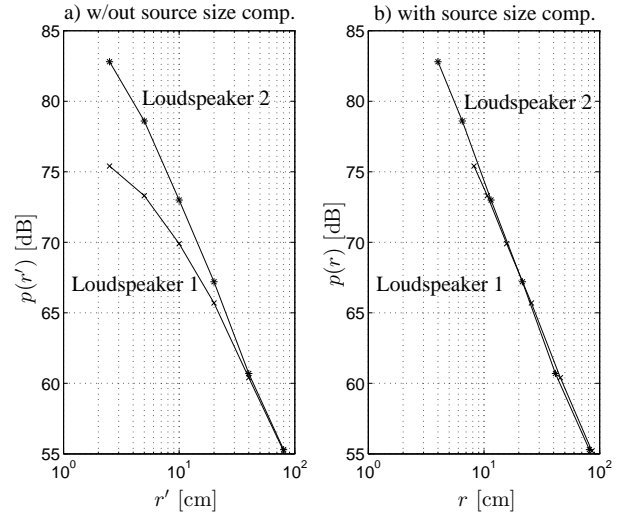 a) w/out source size comp.
85
80
75
70
65
60
55
10^0
10^1
10^2
p(r′) [dB]
r′ [cm]
Loudspeaker 2
Loudspeaker 1
b) with source size comp.
85
80
75
70
65
60
55
10^0
10^1
10^2
p(r) [dB]
r [cm]
Loudspeaker 2
Loudspeaker 1